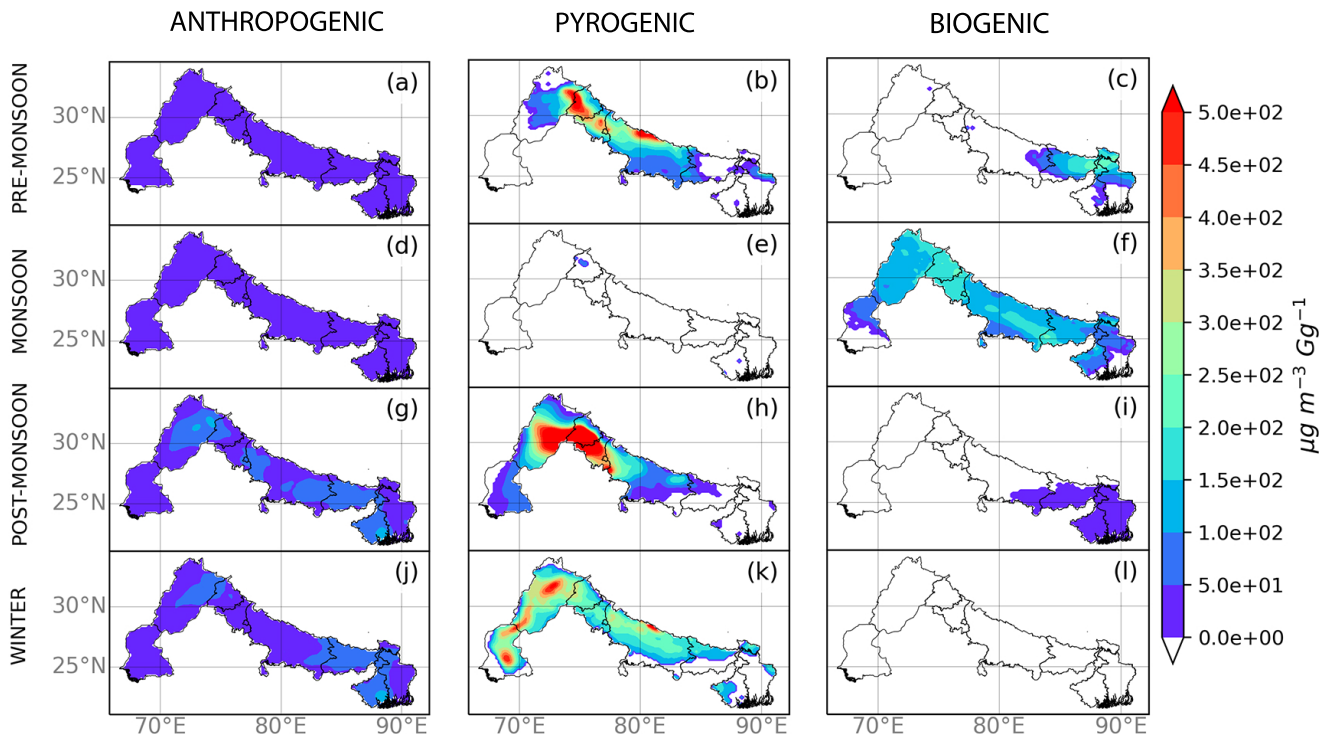 ANTHROPOGENIC PYROGENIC BIOGENIC
PRE-MONSOON
30°N
25°N
(a)
(b)
(c)
MONSOON
30°N
25°N
(d)
(e)
(f)
POST-MONSOON
30°N
25°N
(g)
(h)
(i)
WINTER
30°N
25°N
(j)
(k)
(l)
70°E 80°E 90°E
70°E 80°E 90°E
70°E 80°E 90°E
5.0e+02
4.5e+02
4.0e+02
3.5e+02
3.0e+02
2.5e+02
2.0e+02
1.5e+02
1.0e+02
5.0e+01
0.0e+00
μg m⁻³ Gg⁻¹